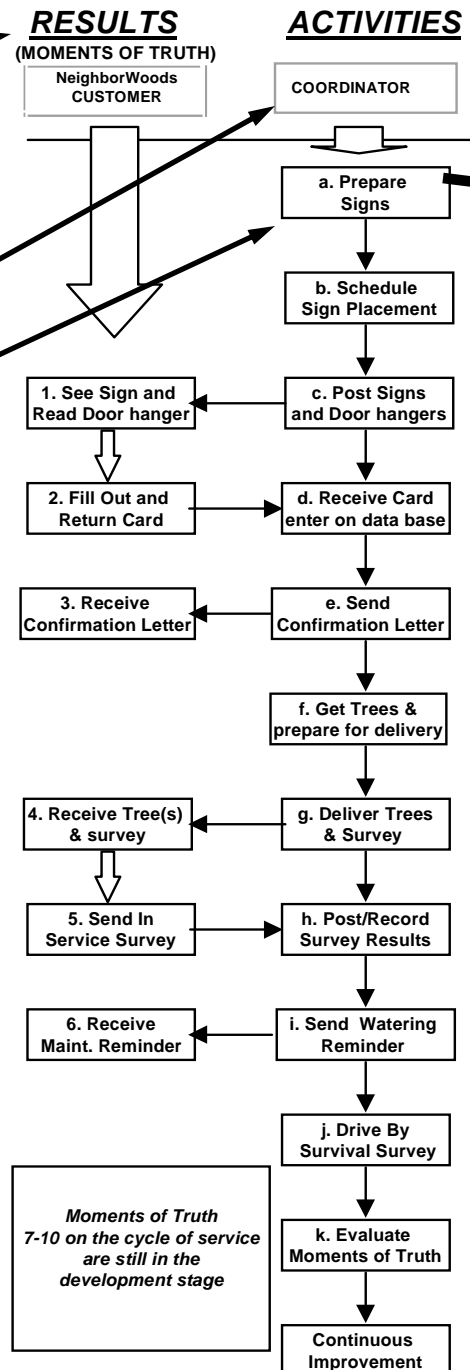 RESULTS
ACTIVITIES
(MOMENTS OF TRUTH)
NeighborWoods
CUSTOMER
COORDINATOR
a. Prepare
Signs
b. Schedule
Sign Placement
1. See Sign and
Read Door hanger
c. Post Signs
and Door hangers
2. Fill Out and
Return Card
d. Receive Card
enter on data base
3. Receive
Confirmation Letter
e. Send
Confirmation Letter
f. Get Trees &
prepare for delivery
4. Receive Tree(s)
& survey
g. Deliver Trees
& Survey
5. Send In
Service Survey
h. Post/Record
Survey Results
6. Receive
Maint. Reminder
i. Send Watering
Reminder
j. Drive By
Survival Survey
Moments of Truth
7-10 on the cycle of service
are still in the
development stage
k. Evaluate
Moments of Truth
Continuous
Improvement